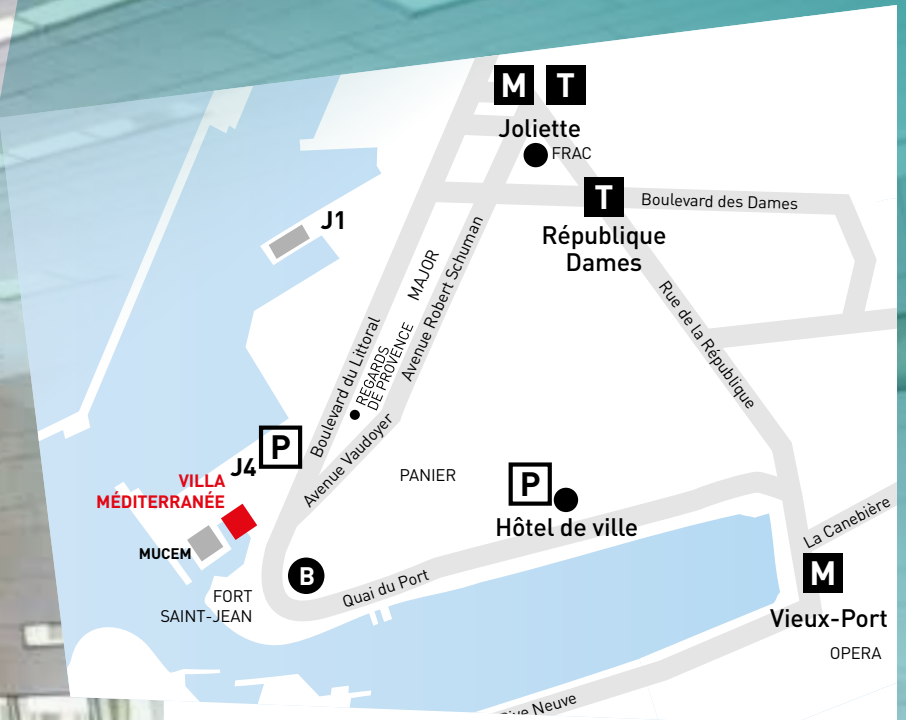 M T
Joliette
FRAC
T
Boulevard des Dames
République
Dames
J1
MAJOR
Avenue Robert Schuman
Rue de la République
Boulevard du Littoral
REGARDS
DE PROVENCE
Avenue Vaudoyer
P
J4
VILLA
MÉDITERRANÉE
MUCEM
PANIER
P
Hôtel de ville
La Canebière
B
Quai du Port
FORT
SAINT-JEAN
M
Vieux-Port
OPERA
Neuve